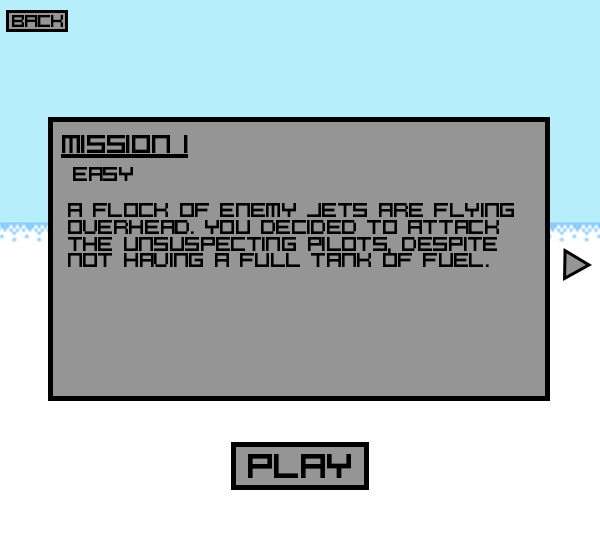 BACK
MISSION 1
EASY
A FLOCK OF ENEMY JETS ARE FLYING
OVERHEAD. YOU DECIDED TO ATTACK
THE UNSUSPECTING PILOTS, DESPITE
NOT HAVING A FULL TANK OF FUEL.
PLAY